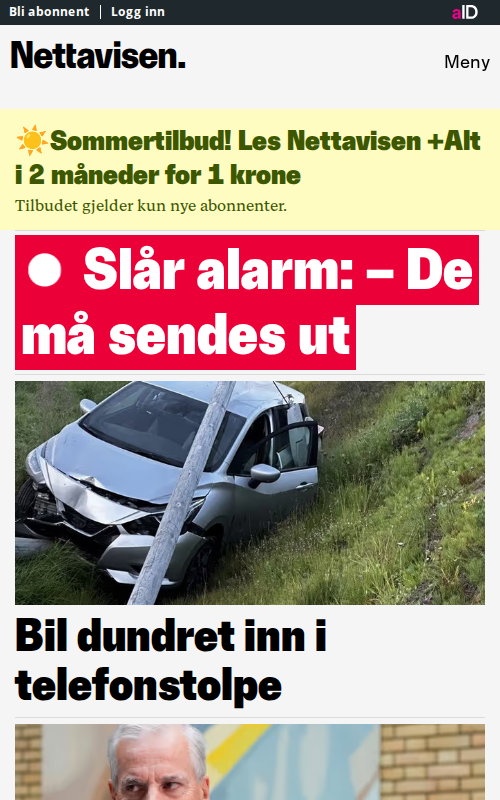 Bli abonnent
Logg inn
aID
Nettavisen.
Meny
☀️Sommertilbud! Les Nettavisen +Alt
i 2 måneder for 1 krone
Tilbudet gjelder kun nye abonnenter.
Slår alarm: – De
må sendes ut
Bil dundret inn i
telefonstolpe